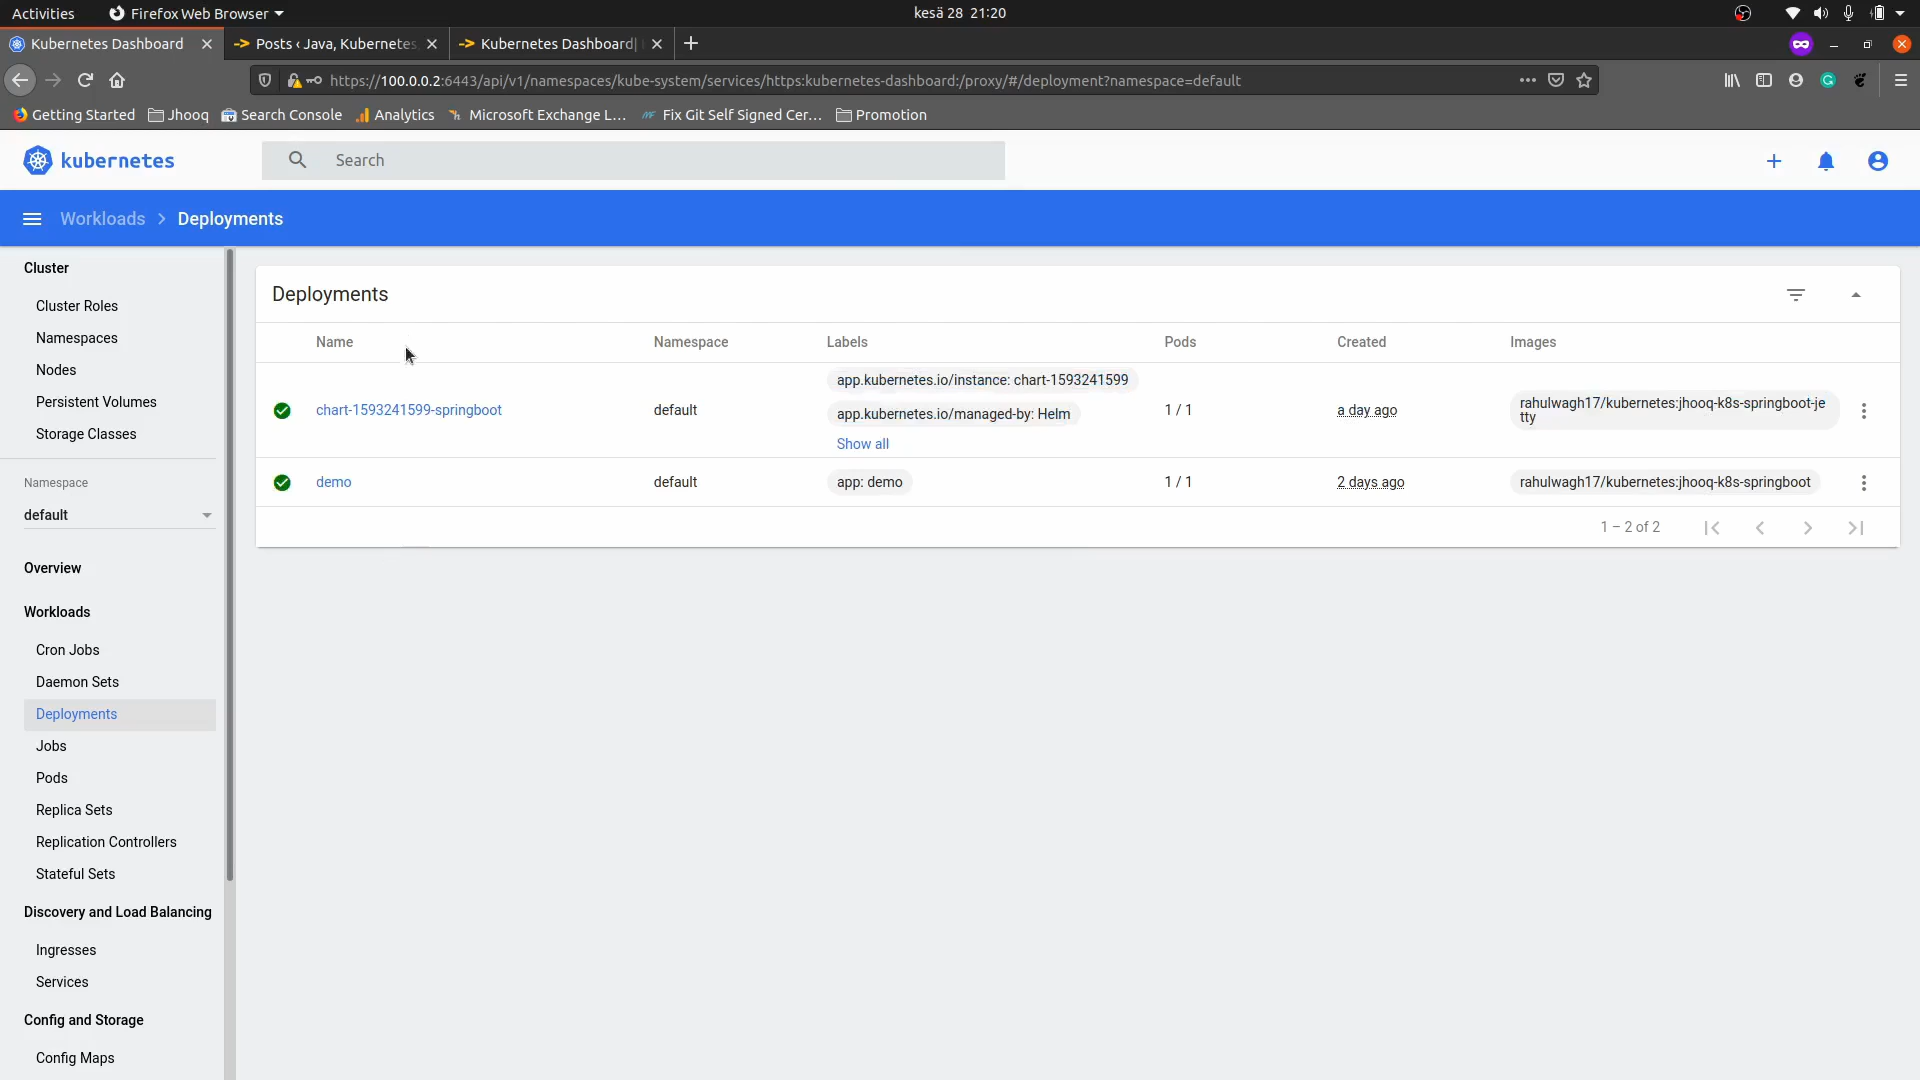 Activities
Firefox Web Browser
kesä 28 21:20
Kubernetes Dashboard
Posts ‹ Java, Kubernetes,
Kubernetes Dashboard|
https://100.0.0.2:6443/api/v1/namespaces/kube-system/services/https:kubernetes-dashboard:/proxy/#/deployment?namespace=default
Getting Started
Jhooq
Search Console
Analytics
Microsoft Exchange L...
Fix Git Self Signed Cer...
Promotion
kubernetes
Search
Workloads
Deployments
Cluster
Cluster Roles
Namespaces
Nodes
Persistent Volumes
Storage Classes
Namespace
default
Overview
Workloads
Cron Jobs
Daemon Sets
Deployments
Jobs
Pods
Replica Sets
Replication Controllers
Stateful Sets
Discovery and Load Balancing
Ingresses
Services
Config and Storage
Config Maps
Deployments
Name Namespace Labels Pods Created Images
app.kubernetes.io/instance: chart-1593241599
chart-1593241599-springboot default app.kubernetes.io/managed-by: Helm 1 / 1 a day ago rahulwagh17/kubernetes:jhooq-k8s-springboot-je
tty
Show all
demo default app: demo 1 / 1 2 days ago rahulwagh17/kubernetes:jhooq-k8s-springboot
1 – 2 of 2